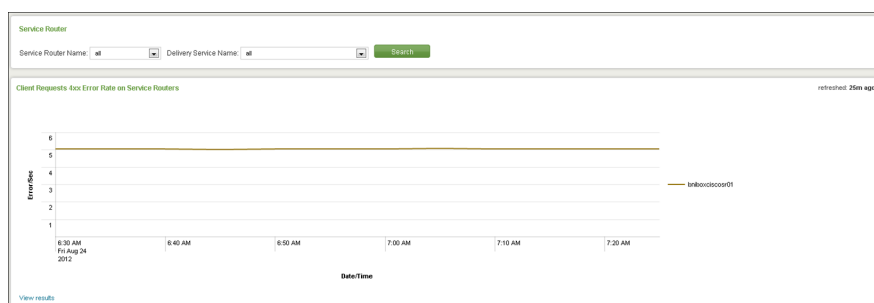 Service Router
Service Router Name: all Delivery Service Name: all Search
Client Requests 4xx Error Rate on Service Routers refreshed: 25m ago
6
5
4
3
2
1
Error/Sec
bniboxciscosr01
6:30 AM 6:40 AM 6:50 AM 7:00 AM 7:10 AM 7:20 AM
Fri Aug 24
2012
Date/Time
View results